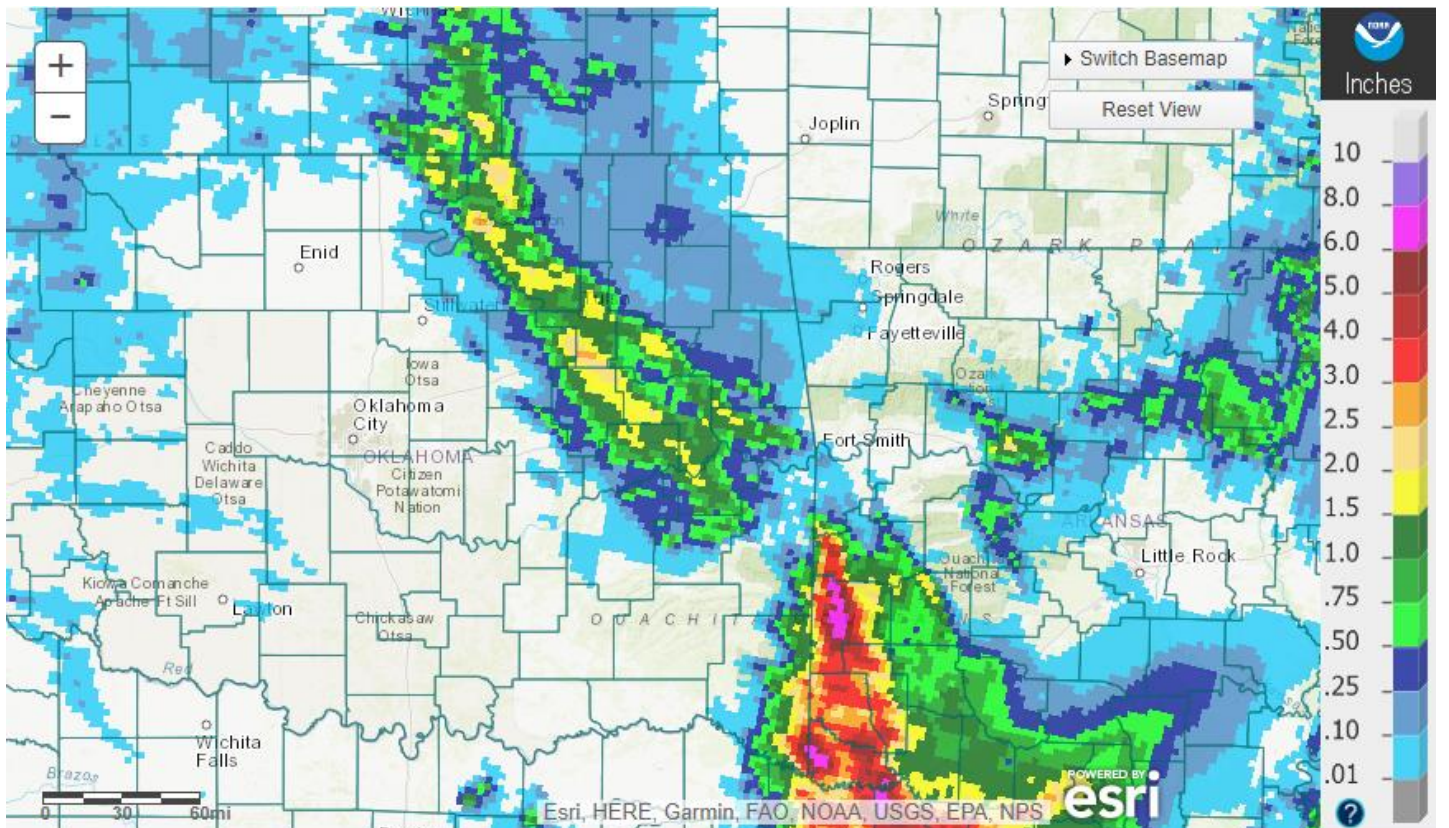 +
−
Switch Basemap
Reset View
NOAA
Inches
10
8.0
6.0
5.0
4.0
3.0
2.5
2.0
1.5
1.0
.75
.50
.25
.10
.01
?
Joplin
White
OZARK
Enid
Rogers
Springdale
Fayetteville
Stillwater
Iowa
Otsa
Cheyenne
Arapaho Otsa
Oklahoma
City
OKLAHOMA
Citizen
Potawatomi
Nation
Caddo
Wichita
Delaware
Otsa
Fort Smith
ARKANSAS
Little Rock
Ouachita
National
Forest
Kiowa Comanche
Apache Ft Sill
Lawton
Chickasaw
Otsa
Red
Wichita
Falls
Brazos
0 30 60mi
Esri, HERE, Garmin, FAO, NOAA, USGS, EPA, NPS
POWERED BY
esri